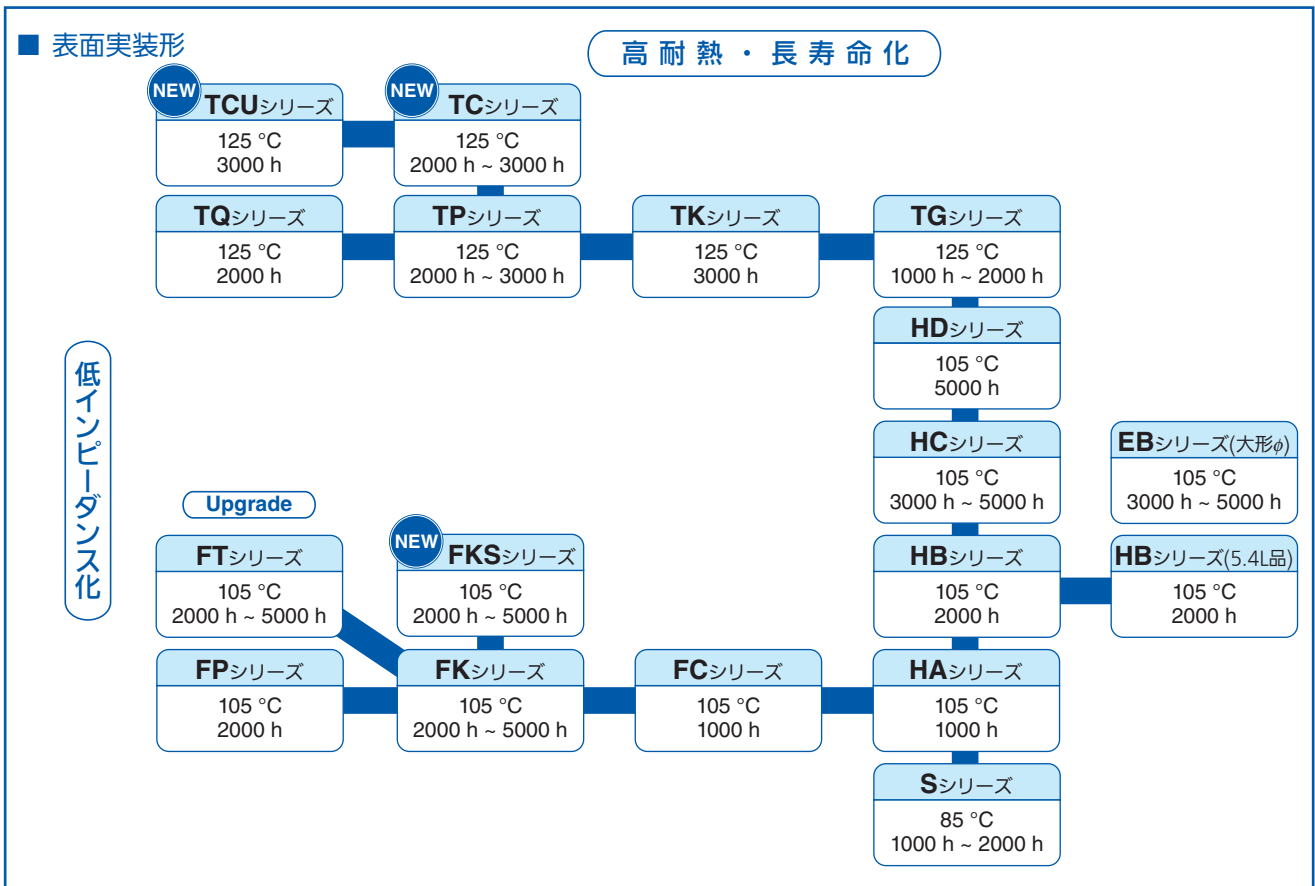 ■ 表面実装形
高耐熱・長寿命化
NEW
TCUシリーズ
125 °C
3000 h
NEW
TCシリーズ
125 °C
2000 h ~ 3000 h
TQシリーズ
125 °C
2000 h
TPシリーズ
125 °C
2000 h ~ 3000 h
TKシリーズ
125 °C
3000 h
TGシリーズ
125 °C
1000 h ~ 2000 h
HDシリーズ
105 °C
5000 h
低インピーダンス化
HCシリーズ
105 °C
3000 h ~ 5000 h
EBシリーズ(大形φ)
105 °C
3000 h ~ 5000 h
Upgrade
FTシリーズ
105 °C
2000 h ~ 5000 h
NEW
FKSシリーズ
105 °C
2000 h ~ 5000 h
HBシリーズ
105 °C
2000 h
HBシリーズ(5.4L品)
105 °C
2000 h
FPシリーズ
105 °C
2000 h
FKシリーズ
105 °C
2000 h ~ 5000 h
FCシリーズ
105 °C
1000 h
HAシリーズ
105 °C
1000 h
Sシリーズ
85 °C
1000 h ~ 2000 h